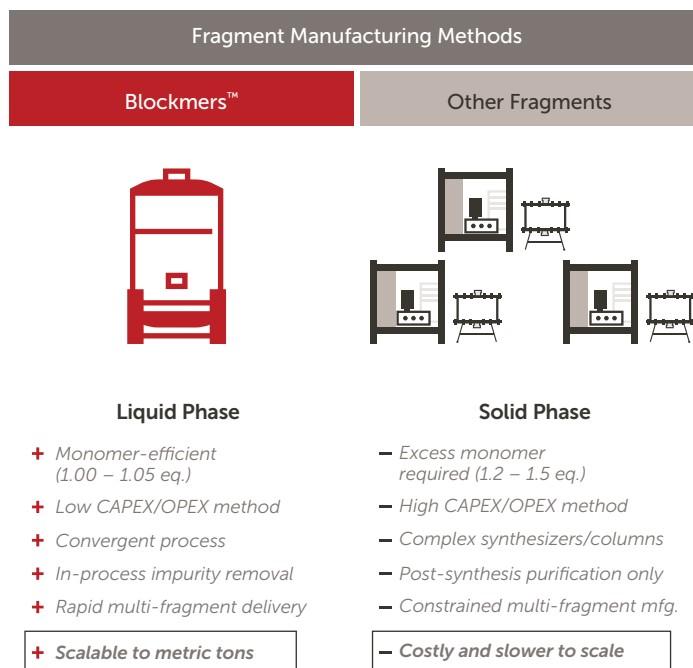 Fragment Manufacturing Methods
Blockmers™
Other Fragments
Liquid Phase
+ Monomer-efficient
(1.00 – 1.05 eq.)
+ Low CAPEX/OPEX method
+ Convergent process
+ In-process impurity removal
+ Rapid multi-fragment delivery
+ Scalable to metric tons
Solid Phase
– Excess monomer
required (1.2 – 1.5 eq.)
– High CAPEX/OPEX method
– Complex synthesizers/columns
– Post-synthesis purification only
– Constrained multi-fragment mfg.
– Costly and slower to scale